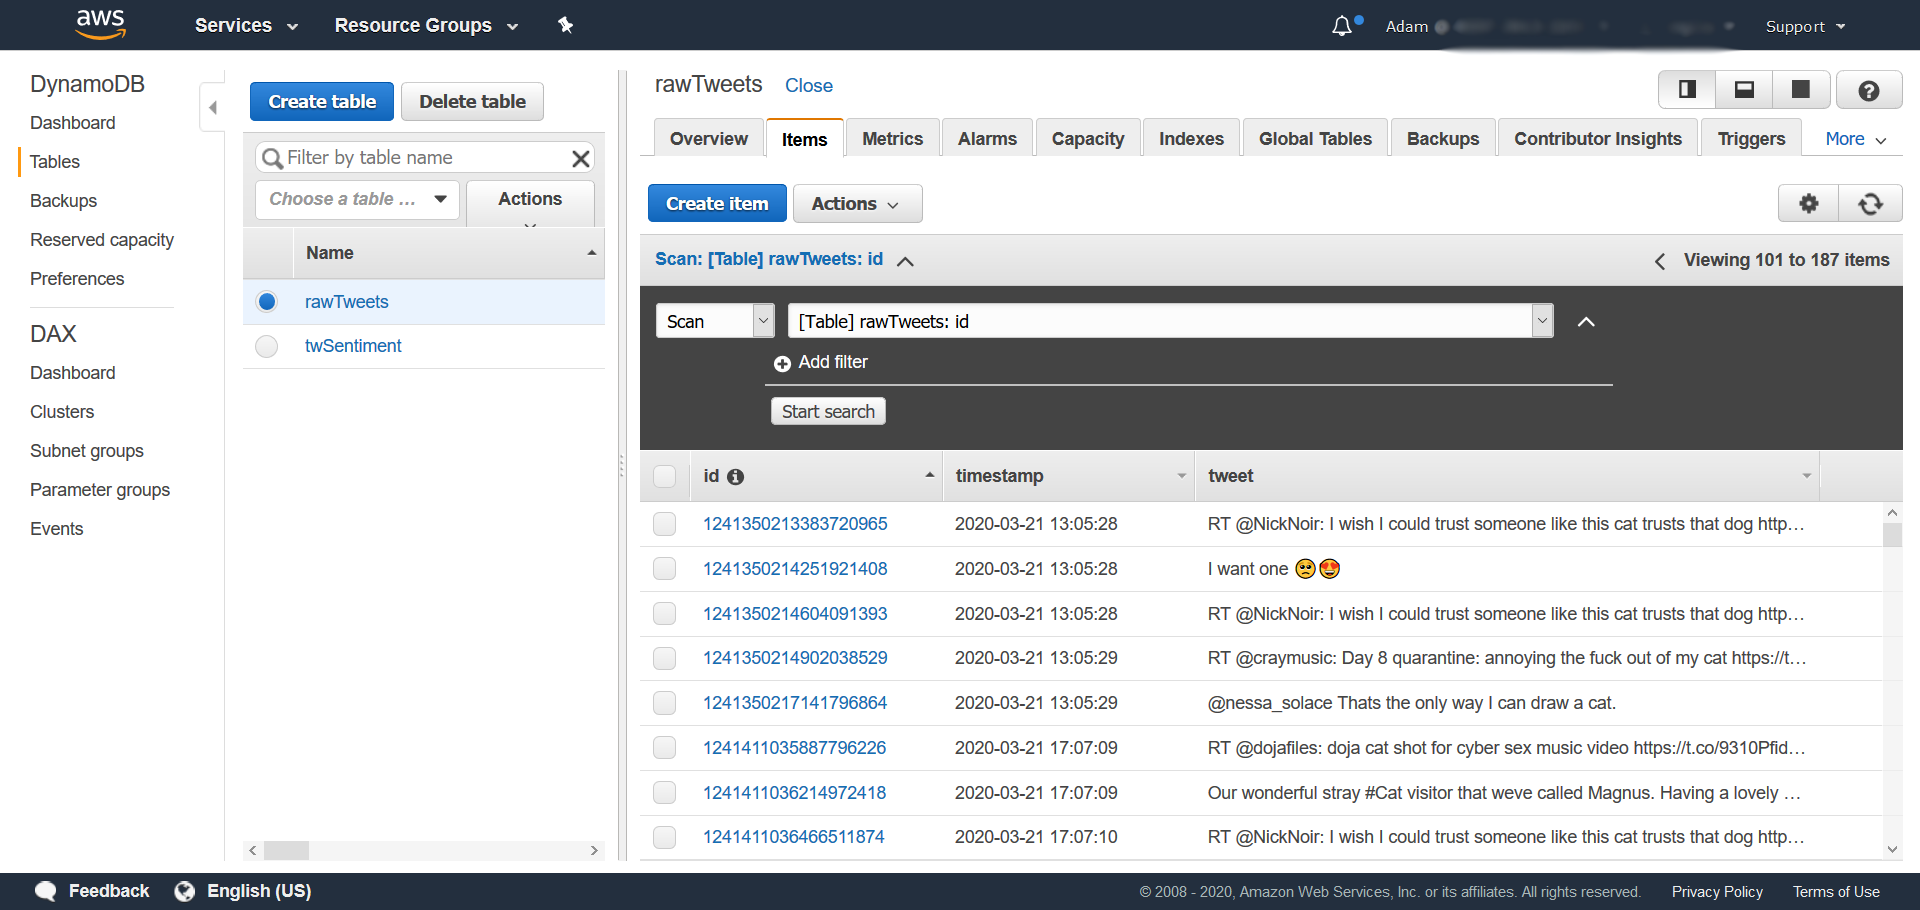 aws Services Resource Groups Adam Support
DynamoDB
Dashboard
Tables
Backups
Reserved capacity
Preferences
DAX
Dashboard
Clusters
Subnet groups
Parameter groups
Events
Create table Delete table
Filter by table name
Choose a table ... Actions
Name
rawTweets
twSentiment
rawTweets Close
Overview Items Metrics Alarms Capacity Indexes Global Tables Backups Contributor Insights Triggers More
Create item Actions
Scan: [Table] rawTweets: id Viewing 101 to 187 items
Scan [Table] rawTweets: id
Add filter
Start search
id timestamp tweet
1241350213383720965 2020-03-21 13:05:28 RT @NickNoir: I wish I could trust someone like this cat trusts that dog http…
1241350214251921408 2020-03-21 13:05:28 I want one 🥺😍
1241350214604091393 2020-03-21 13:05:28 RT @NickNoir: I wish I could trust someone like this cat trusts that dog http…
1241350214902038529 2020-03-21 13:05:29 RT @craymusic: Day 8 quarantine: annoying the fuck out of my cat https://t…
1241350217141796864 2020-03-21 13:05:29 @nessa_solace Thats the only way I can draw a cat.
1241411035887796226 2020-03-21 17:07:09 RT @dojafiles: doja cat shot for cyber sex music video https://t.co/9310Pfid…
1241411036214972418 2020-03-21 17:07:09 Our wonderful stray #Cat visitor that weve called Magnus. Having a lovely …
1241411036466511874 2020-03-21 17:07:10 RT @NickNoir: I wish I could trust someone like this cat trusts that dog http…
Feedback English (US) © 2008 - 2020, Amazon Web Services, Inc. or its affiliates. All rights reserved. Privacy Policy Terms of Use